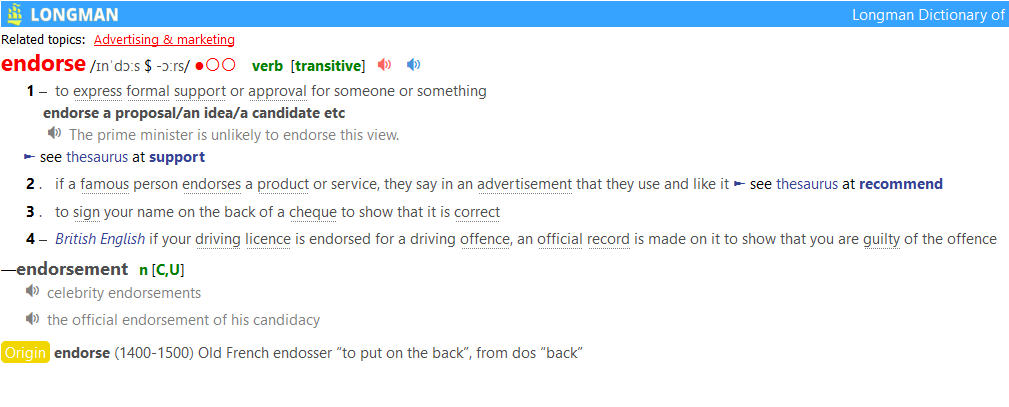 LONGMAN Longman Dictionary of
Related topics: Advertising & marketing
endorse /ɪnˈdɔːs $ -ɔːrs/ ●○○ verb [transitive]
1 – to express formal support or approval for someone or something
endorse a proposal/an idea/a candidate etc
The prime minister is unlikely to endorse this view.
► see thesaurus at support
2 . if a famous person endorses a product or service, they say in an advertisement that they use and like it ► see thesaurus at recommend
3 . to sign your name on the back of a cheque to show that it is correct
4 – British English if your driving licence is endorsed for a driving offence, an official record is made on it to show that you are guilty of the offence
—endorsement n [C,U]
celebrity endorsements
the official endorsement of his candidacy
Origin endorse (1400-1500) Old French endosser “to put on the back”, from dos “back”